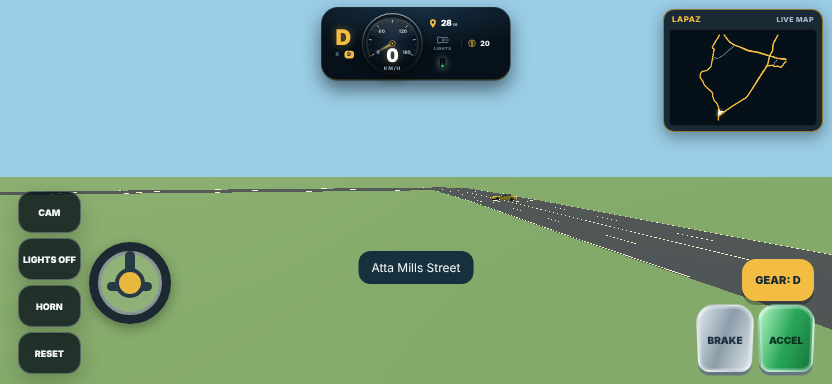 D
R D
60
120
0
180
0
KM/H
28 m
LIGHTS
20
LAPAZ
LIVE MAP
CAM
LIGHTS OFF
HORN
RESET
Atta Mills Street
GEAR: D
BRAKE
ACCEL